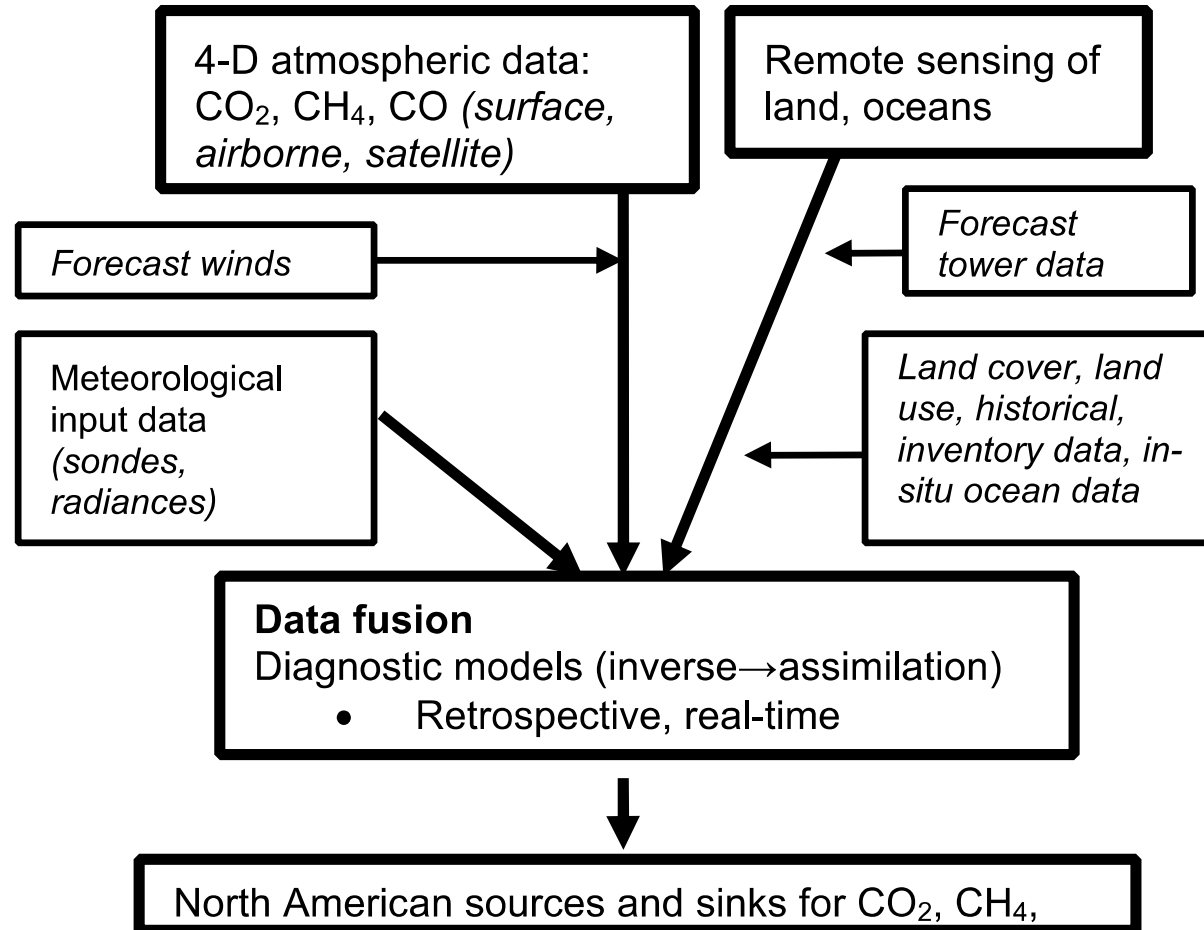 4-D atmospheric data:
CO₂, CH₄, CO (surface,
airborne, satellite)
Remote sensing of
land, oceans
Forecast winds
Forecast
tower data
Meteorological
input data
(sondes,
radiances)
Land cover, land
use, historical,
inventory data, in-
situ ocean data
Data fusion
Diagnostic models (inverse→assimilation)
• Retrospective, real-time
North American sources and sinks for CO₂, CH₄,